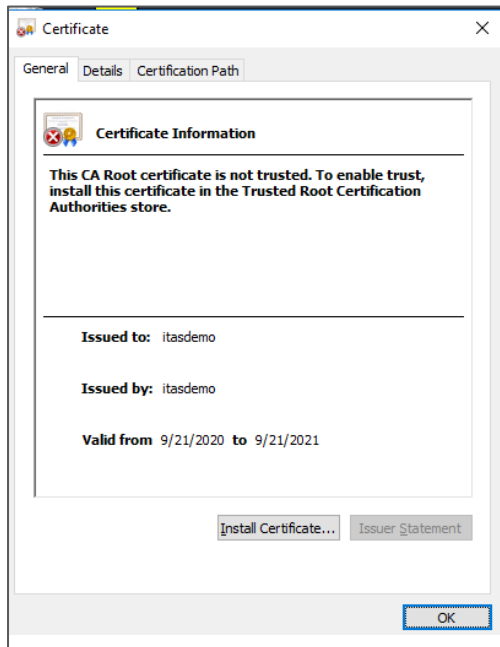 Certificate
General Details Certification Path
Certificate Information
This CA Root certificate is not trusted. To enable trust,
install this certificate in the Trusted Root Certification
Authorities store.
Issued to: itasdemo
Issued by: itasdemo
Valid from 9/21/2020 to 9/21/2021
Install Certificate... Issuer Statement
OK